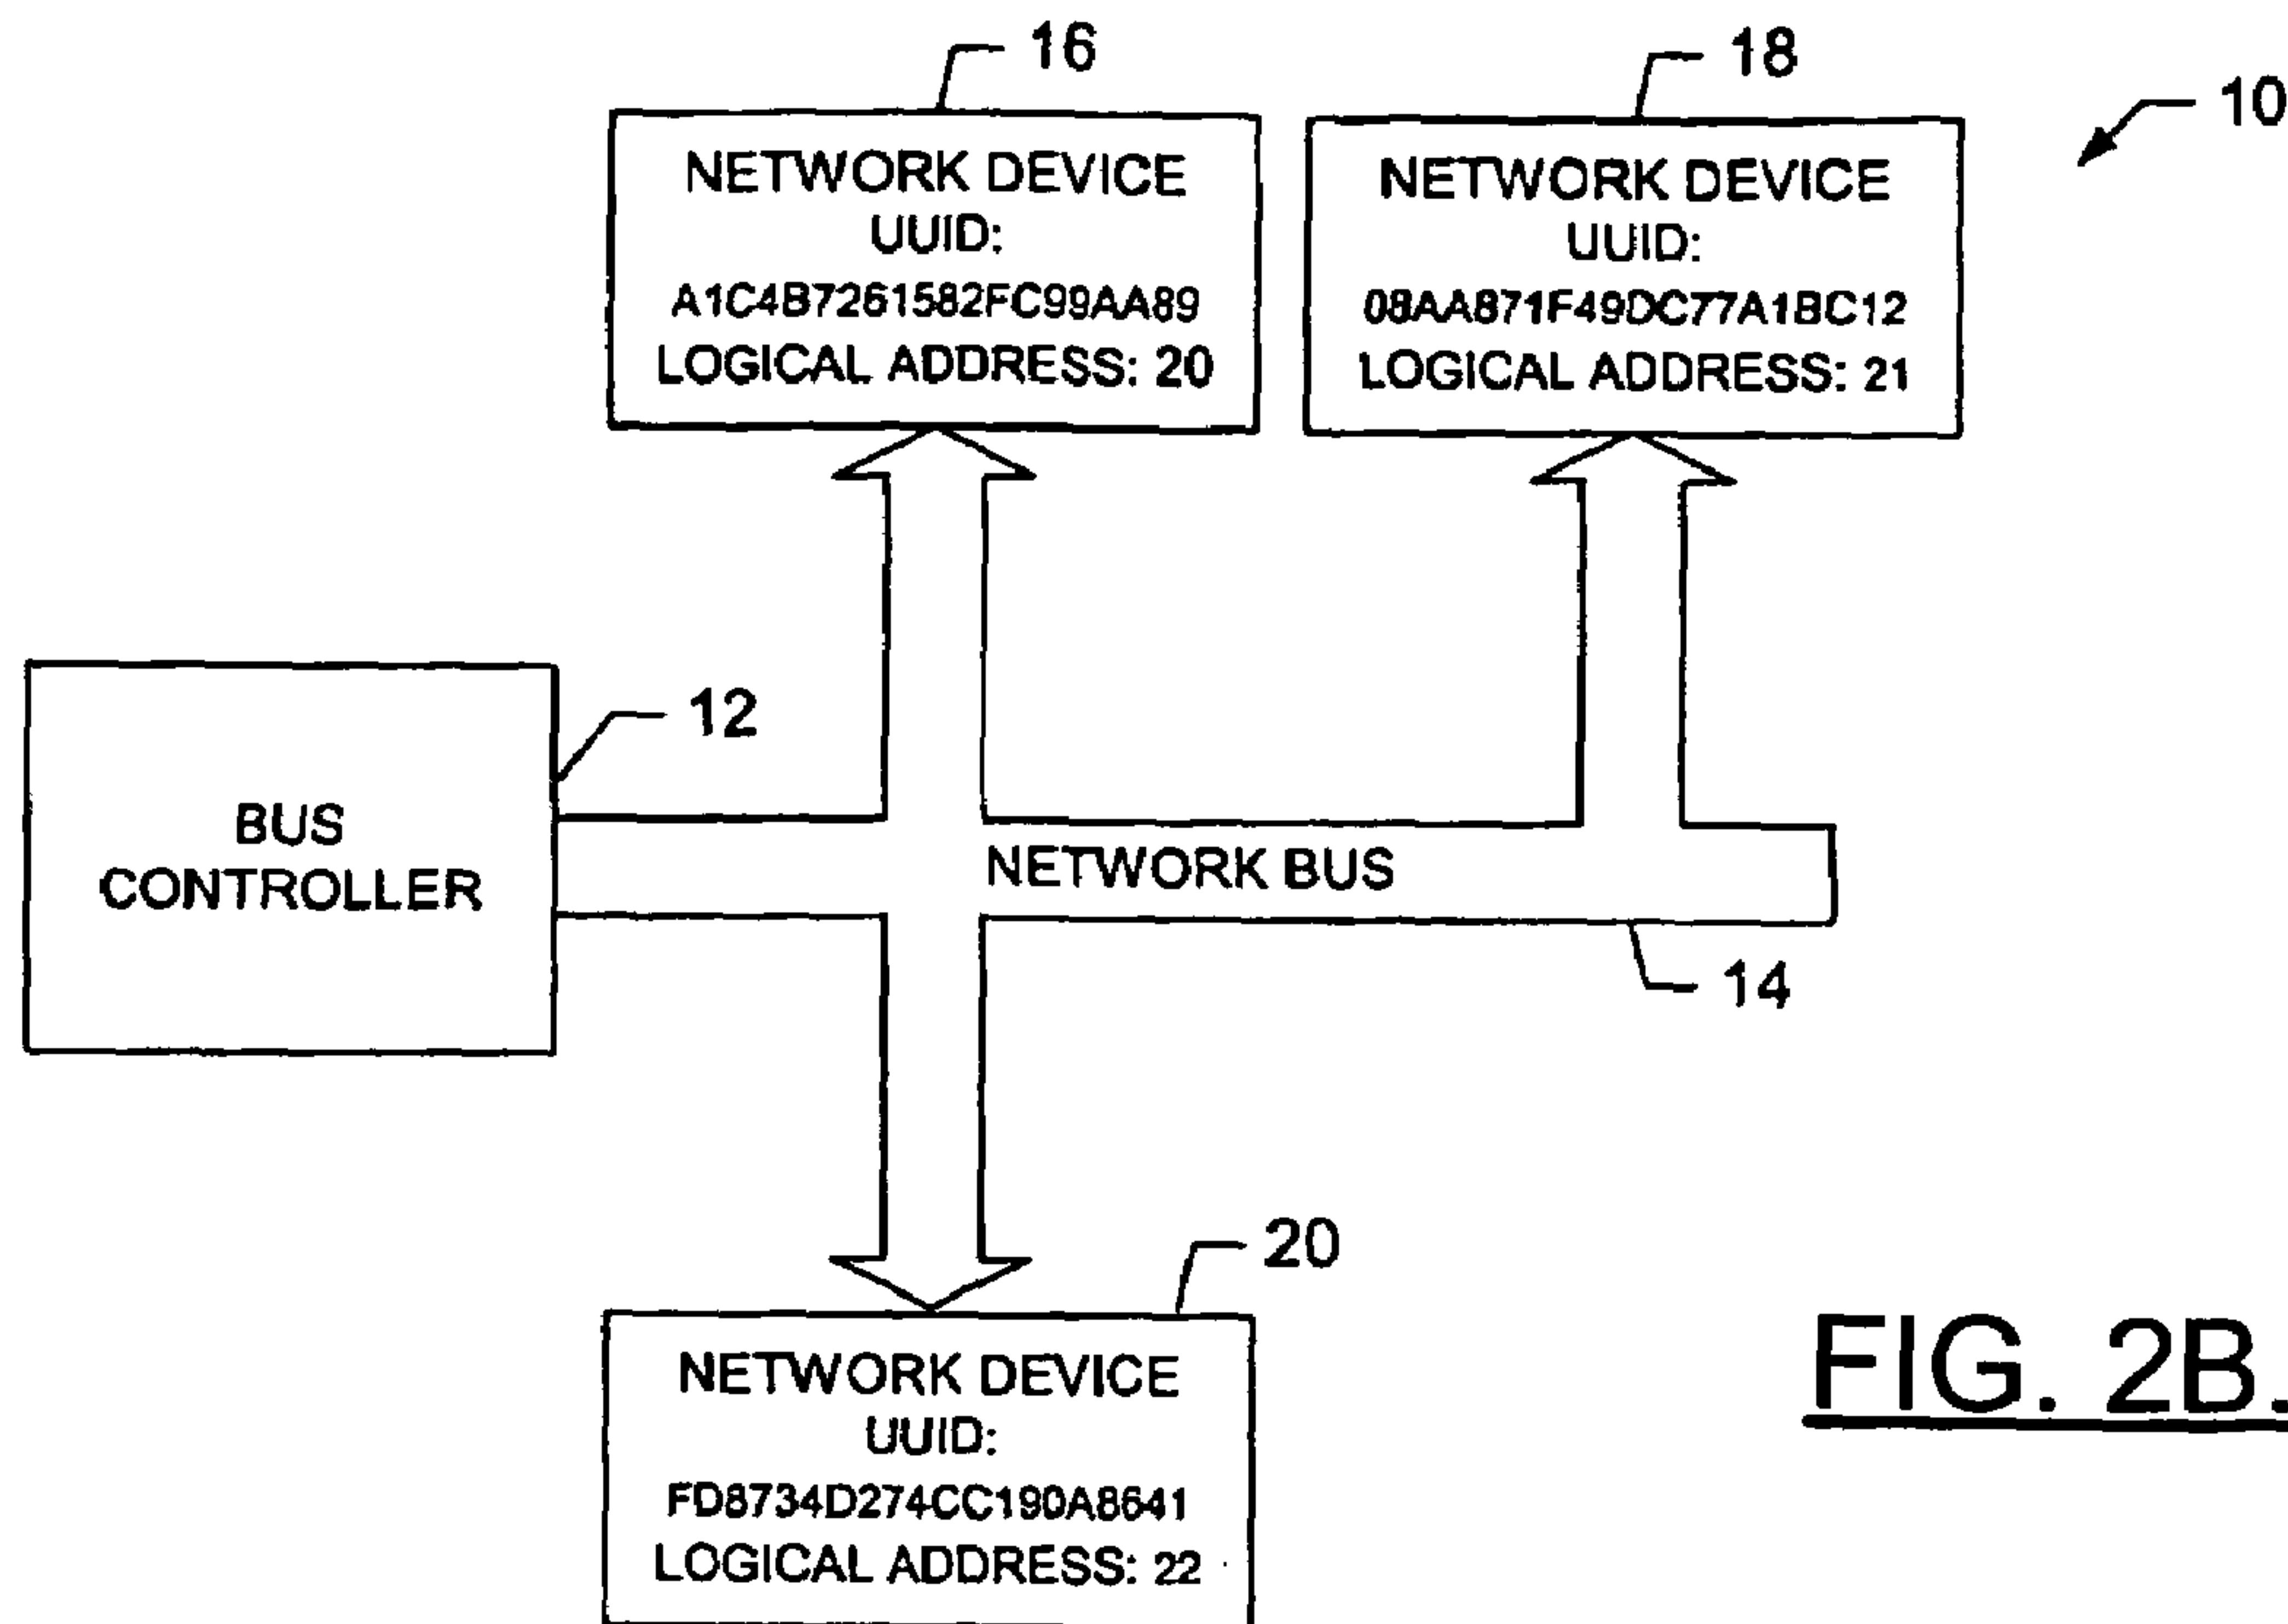 16
18
10
NETWORK DEVICE
UUID:
A1C4B7261582FC99AA89
LOGICAL ADDRESS: 20
NETWORK DEVICE
UUID:
08AA871F49DC77A1BC12
LOGICAL ADDRESS: 21
12
BUS
CONTROLLER
NETWORK BUS
14
20
NETWORK DEVICE
UUID:
FD8734D274CC190A8641
LOGICAL ADDRESS: 22
FIG. 2B.